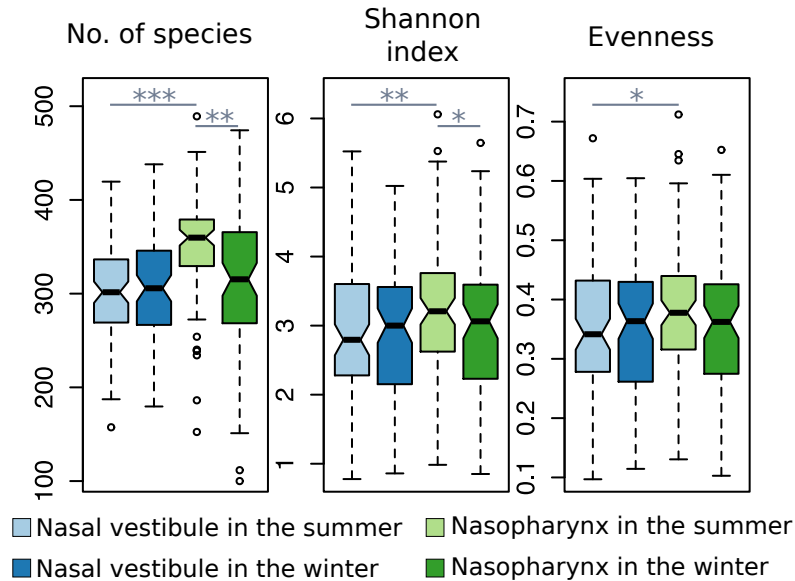 No. of species
Shannon
index
Evenness
500
400
300
200
100
***
**
6
5
4
3
2
1
**
*
0.7
0.6
0.5
0.4
0.3
0.2
0.1
*
Nasal vestibule in the summer
Nasopharynx in the summer
Nasal vestibule in the winter
Nasopharynx in the winter